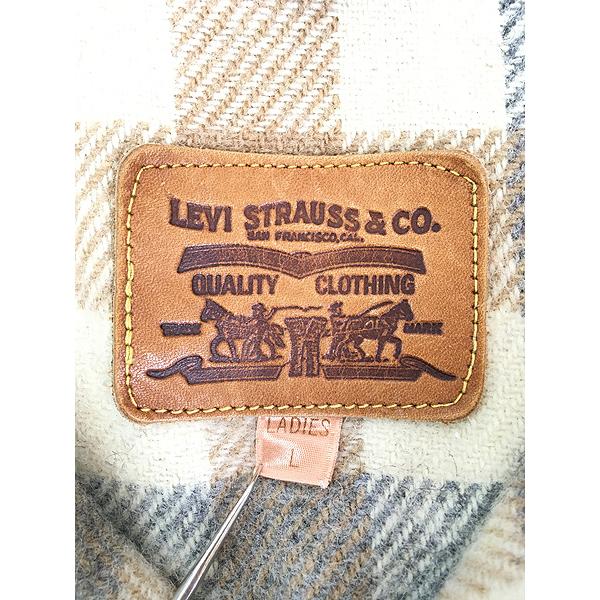 LEVI STRAUSS & CO.
SAN FRANCISCO, CAL.
QUALITY CLOTHING
TRADE MARK
LADIES
L